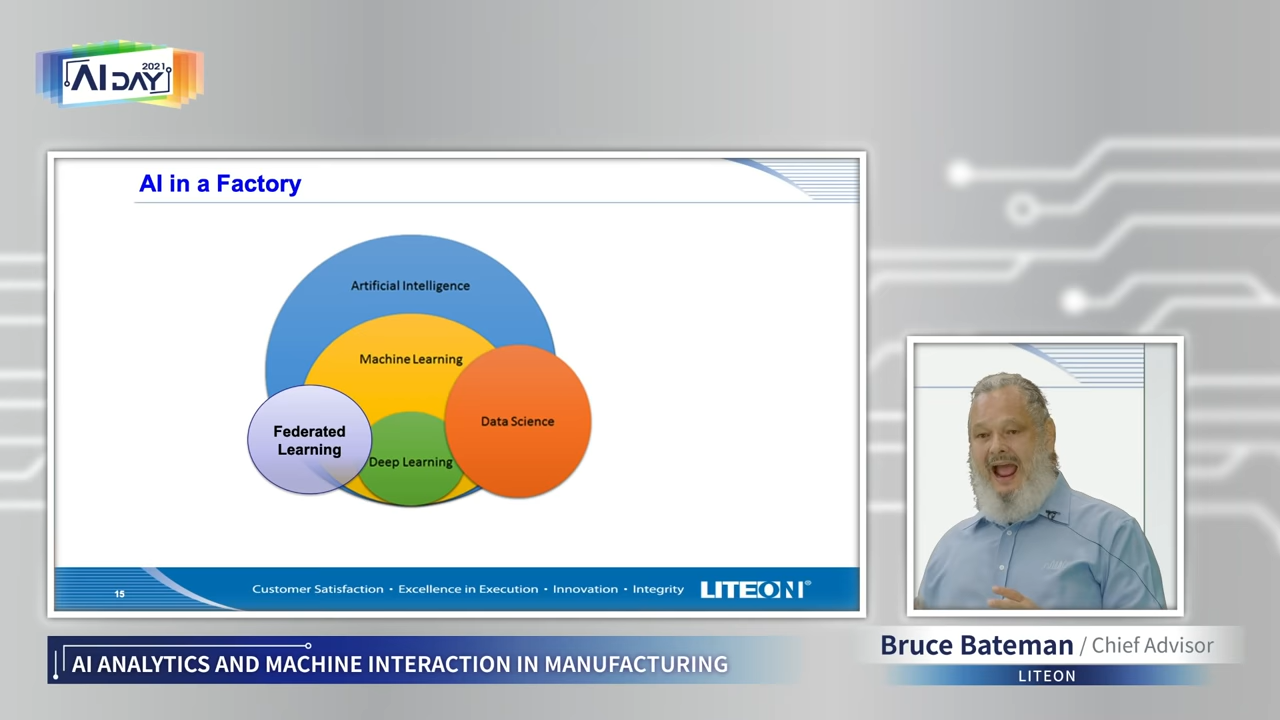 AI DAY 2021
AI in a Factory
Artificial Intelligence
Machine Learning
Data Science
Federated
Learning
Deep Learning
15
Customer Satisfaction • Excellence in Execution • Innovation • Integrity
LITEON®
AI ANALYTICS AND MACHINE INTERACTION IN MANUFACTURING
Bruce Bateman / Chief Advisor
LITEON